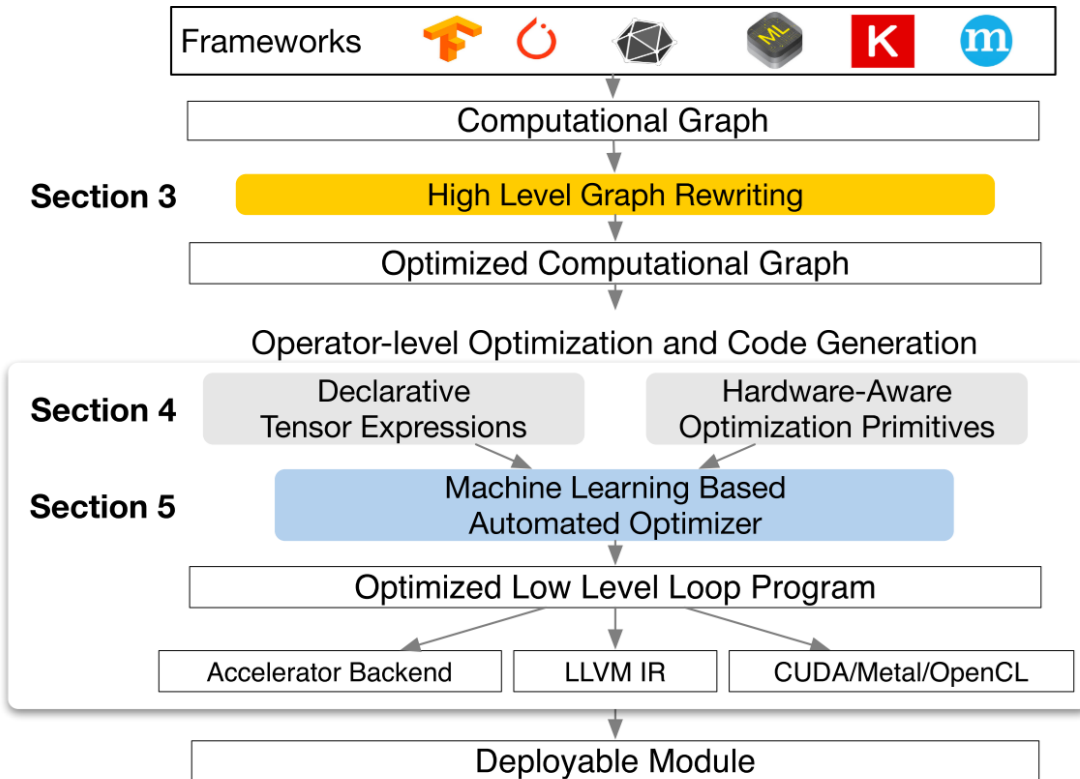 Frameworks
ML
K
m
Computational Graph
Section 3
High Level Graph Rewriting
Optimized Computational Graph
Operator-level Optimization and Code Generation
Section 4
Declarative
Tensor Expressions
Hardware-Aware
Optimization Primitives
Section 5
Machine Learning Based
Automated Optimizer
Optimized Low Level Loop Program
Accelerator Backend
LLVM IR
CUDA/Metal/OpenCL
Deployable Module